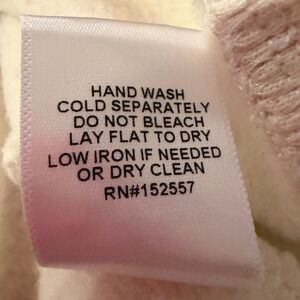 HAND WASH
COLD SEPARATELY
DO NOT BLEACH
LAY FLAT TO DRY
LOW IRON IF NEEDED
OR DRY CLEAN
RN#152557